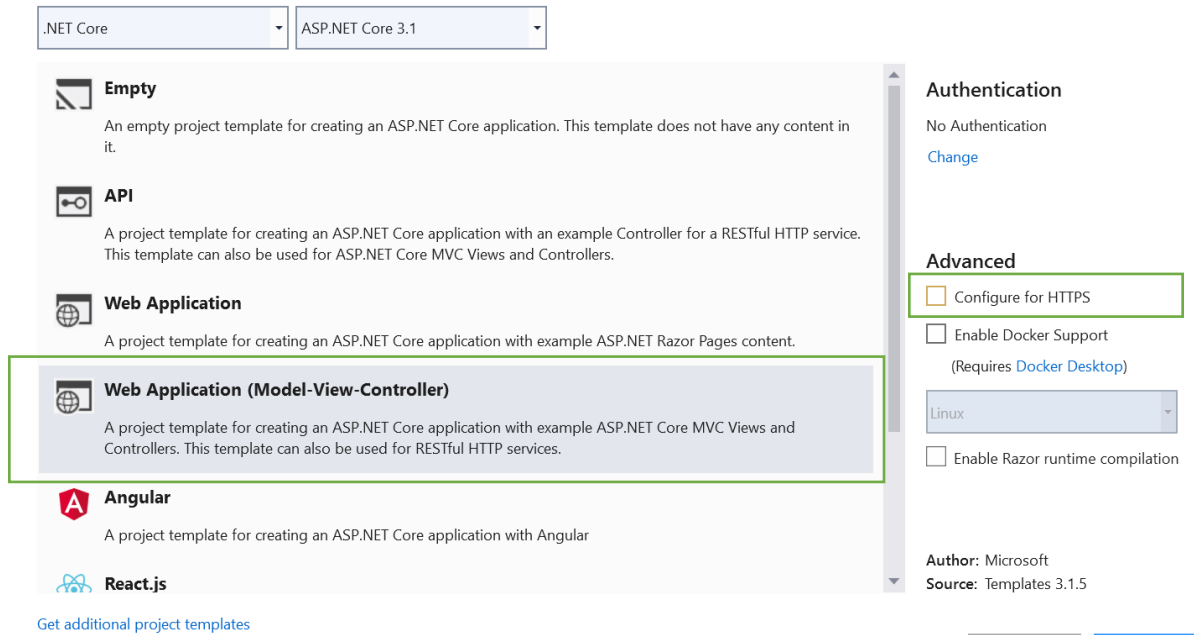 .NET Core
ASP.NET Core 3.1
Empty
An empty project template for creating an ASP.NET Core application. This template does not have any content in
it.
API
A project template for creating an ASP.NET Core application with an example Controller for a RESTful HTTP service.
This template can also be used for ASP.NET Core MVC Views and Controllers.
Web Application
A project template for creating an ASP.NET Core application with example ASP.NET Razor Pages content.
Web Application (Model-View-Controller)
A project template for creating an ASP.NET Core application with example ASP.NET Core MVC Views and
Controllers. This template can also be used for RESTful HTTP services.
Angular
A project template for creating an ASP.NET Core application with Angular
React.js
Get additional project templates
Authentication
No Authentication
Change
Advanced
Configure for HTTPS
Enable Docker Support
(Requires Docker Desktop)
Linux
Enable Razor runtime compilation
Author: Microsoft
Source: Templates 3.1.5